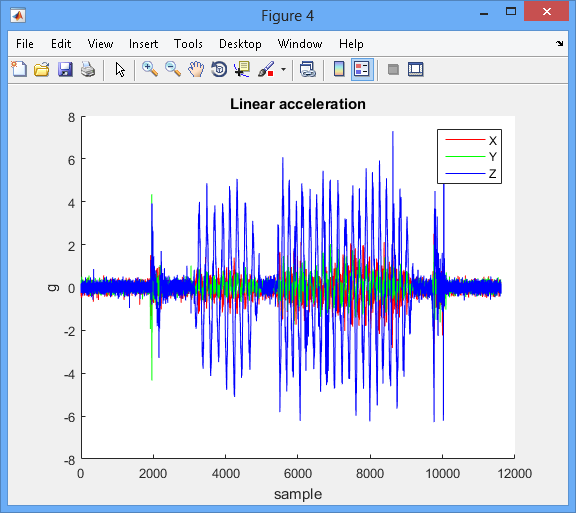 Figure 4
File Edit View Insert Tools Desktop Window Help
Linear acceleration
8
6
4
2
0
-2
-4
-6
-8
g
X
Y
Z
0 2000 4000 6000 8000 10000 12000
sample